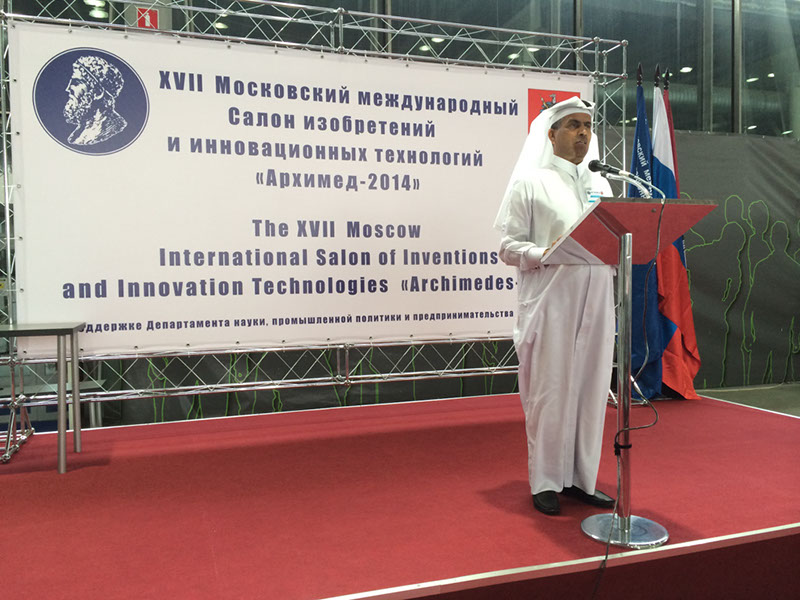 XVII Московский международный
Салон изобретений
и инновационных технологий
«Архимед-2014»
The XVII Moscow
International Salon of Inventions
and Innovation Technologies «Archimedes-
Департамента науки, промышленной политики и предпринимательства